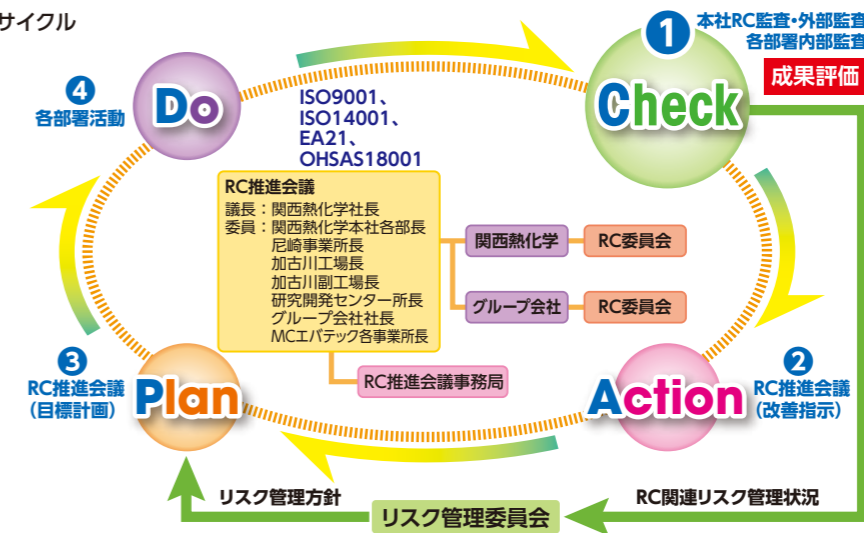 サイクル
❶
本社RC監査・外部監査
各部署内部監査
成果評価
Check
❹
各部署活動
Do
ISO9001、
ISO14001、
EA21、
OHSAS18001
RC推進会議
議長：関西熱化学社長
委員：関西熱化学本社各部長
尼崎事業所長
加古川工場長
加古川副工場長
研究開発センター所長
グループ会社社長
MCエバテック各事業所長
関西熱化学
RC委員会
グループ会社
RC委員会
RC推進会議事務局
❸
RC推進会議
(目標計画)
Plan
Action
❷
RC推進会議
(改善指示)
リスク管理方針
リスク管理委員会
RC関連リスク管理状況